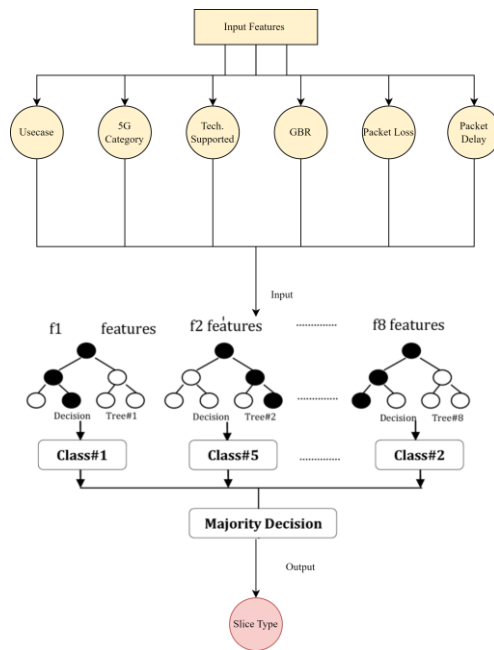 Input Features
Usecase
5G
Category
Tech.
Supported
GBR
Packet Loss
Packet
Delay
Input
f1 features f2 features ............. f8 features
Decision Tree#1 Decision Tree#2 ............. Decision Tree#8
Class#1 Class#5 ............. Class#2
Majority Decision
Output
Slice Type